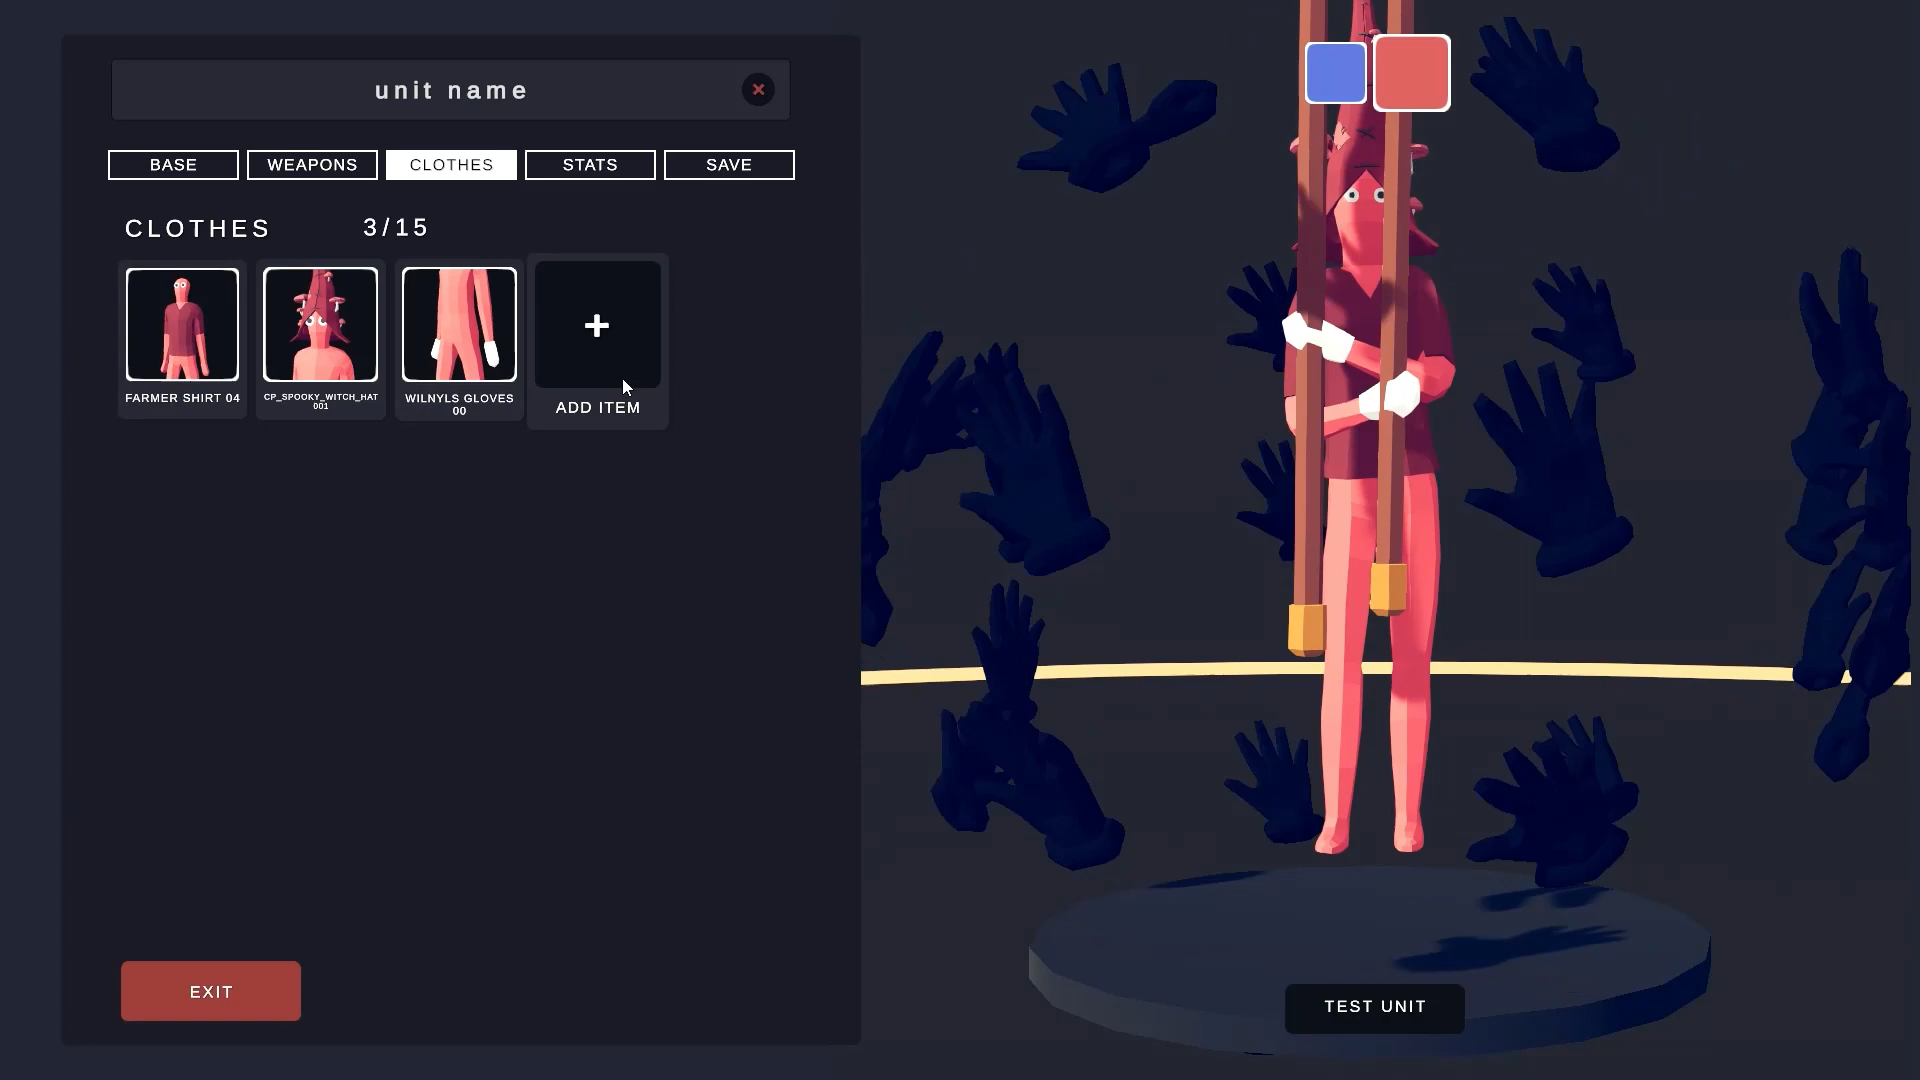 unit name
BASE
WEAPONS
CLOTHES
STATS
SAVE
CLOTHES 3/15
FARMER SHIRT 04
CP_SPOOKY_WITCH_HAT
001
WILNYLS GLOVES
00
ADD ITEM
EXIT
TEST UNIT